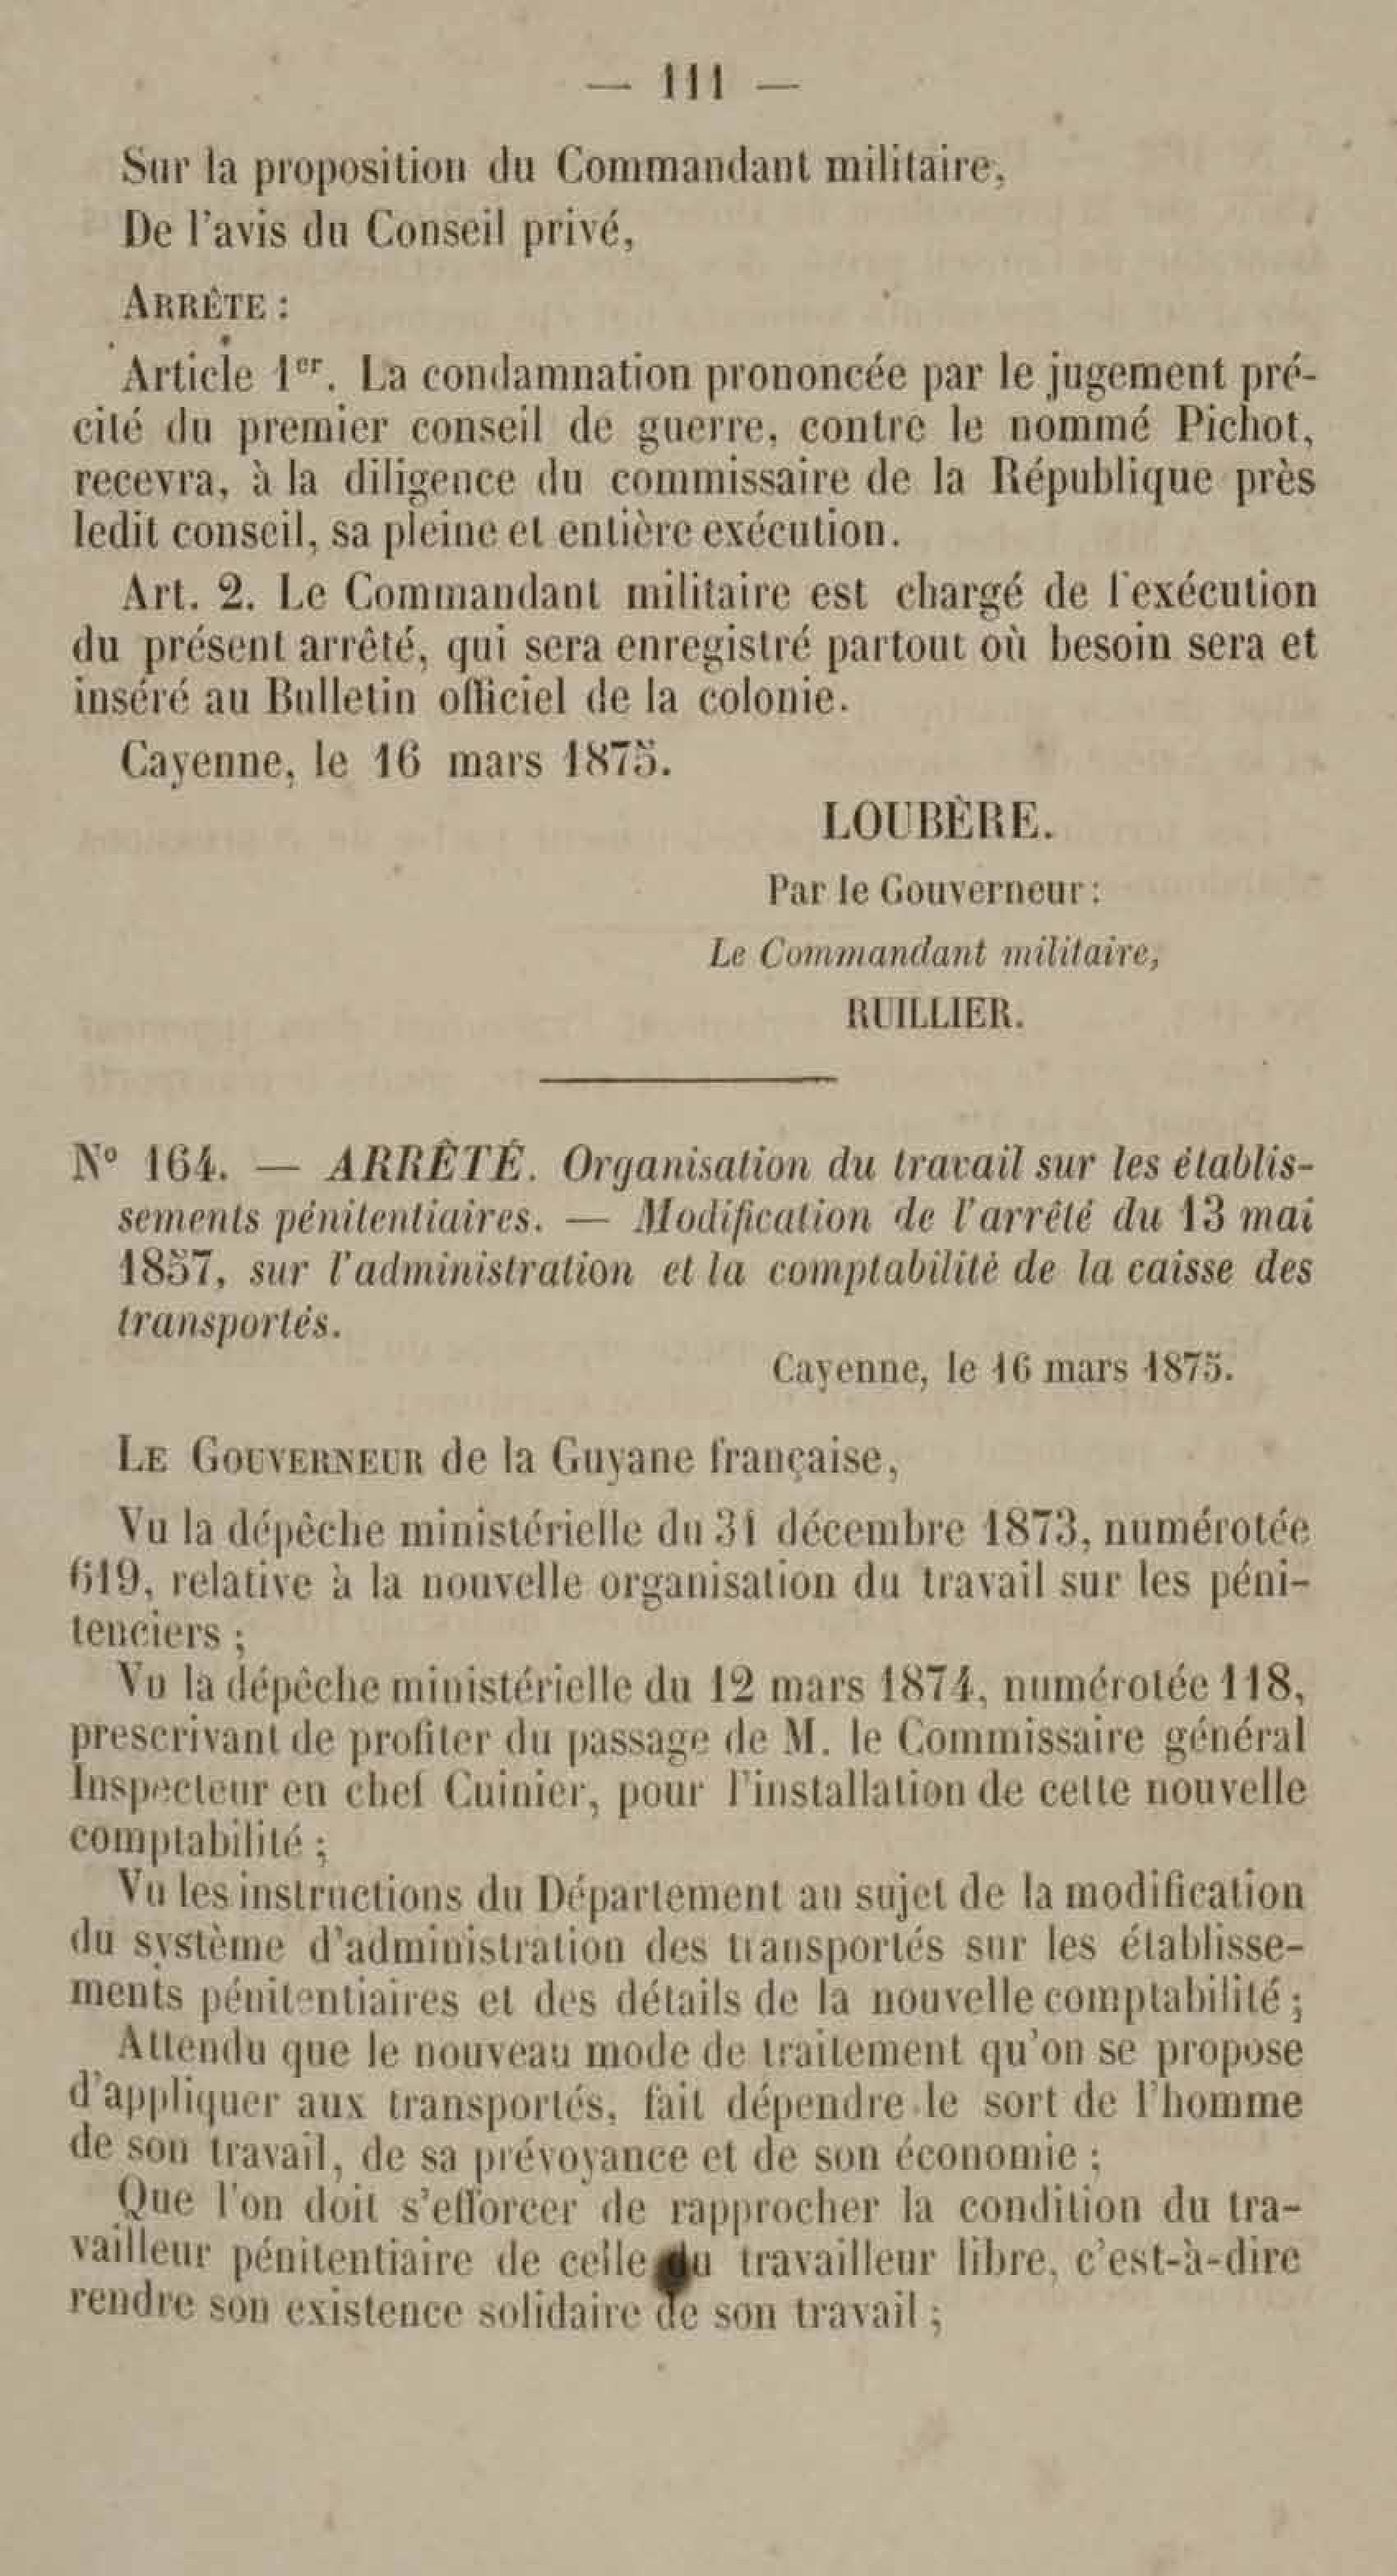 — 111 —
Sur la proposition du Commandant militaire,
De l'avis du Conseil privé,
ARRÊTE :
Article 1er. La condamnation prononcée par le jugement pré-
cité du premier conseil de guerre, contre le nommé Pichot,
recevra, à la diligence du commissaire de la République près
ledit conseil, sa pleine et entière exécution.
Art. 2. Le Commandant militaire est chargé de l'exécution
du présent arrêté, qui sera enregistré partout où besoin sera et
inséré au Bulletin officiel de la colonie.
Cayenne, le 16 mars 1875.
LOUBÈRE.
Par le Gouverneur :
Le Commandant militaire,
RUILLIER.
N° 164. — ARRÊTÉ. Organisation du travail sur les établis-
sements pénitentiaires. — Modification de l'arrêté du 13 mai
1857, sur l'administration et la comptabilité de la caisse des
transportés.
Cayenne, le 16 mars 1875.
LE GOUVERNEUR de la Guyane française,
Vu la dépêche ministérielle du 31 décembre 1873, numérotée
619, relative à la nouvelle organisation du travail sur les péni-
tenciers ;
Vu la dépêche ministérielle du 12 mars 1874, numérotée 118,
prescrivant de profiter du passage de M. le Commissaire général
Inspecteur en chef Cuinier, pour l'installation de cette nouvelle
comptabilité ;
Vu les instructions du Département au sujet de la modification
du système d'administration des transportés sur les établisse-
ments pénitentiaires et des détails de la nouvelle comptabilité ;
Attendu que le nouveau mode de traitement qu'on se propose
d'appliquer aux transportés, fait dépendre le sort de l'homme
de son travail, de sa prévoyance et de son économie ;
Que l'on doit s'efforcer de rapprocher la condition du tra-
vailleur pénitentiaire de celle du travailleur libre, c'est-à-dire
rendre son existence solidaire de son travail ;